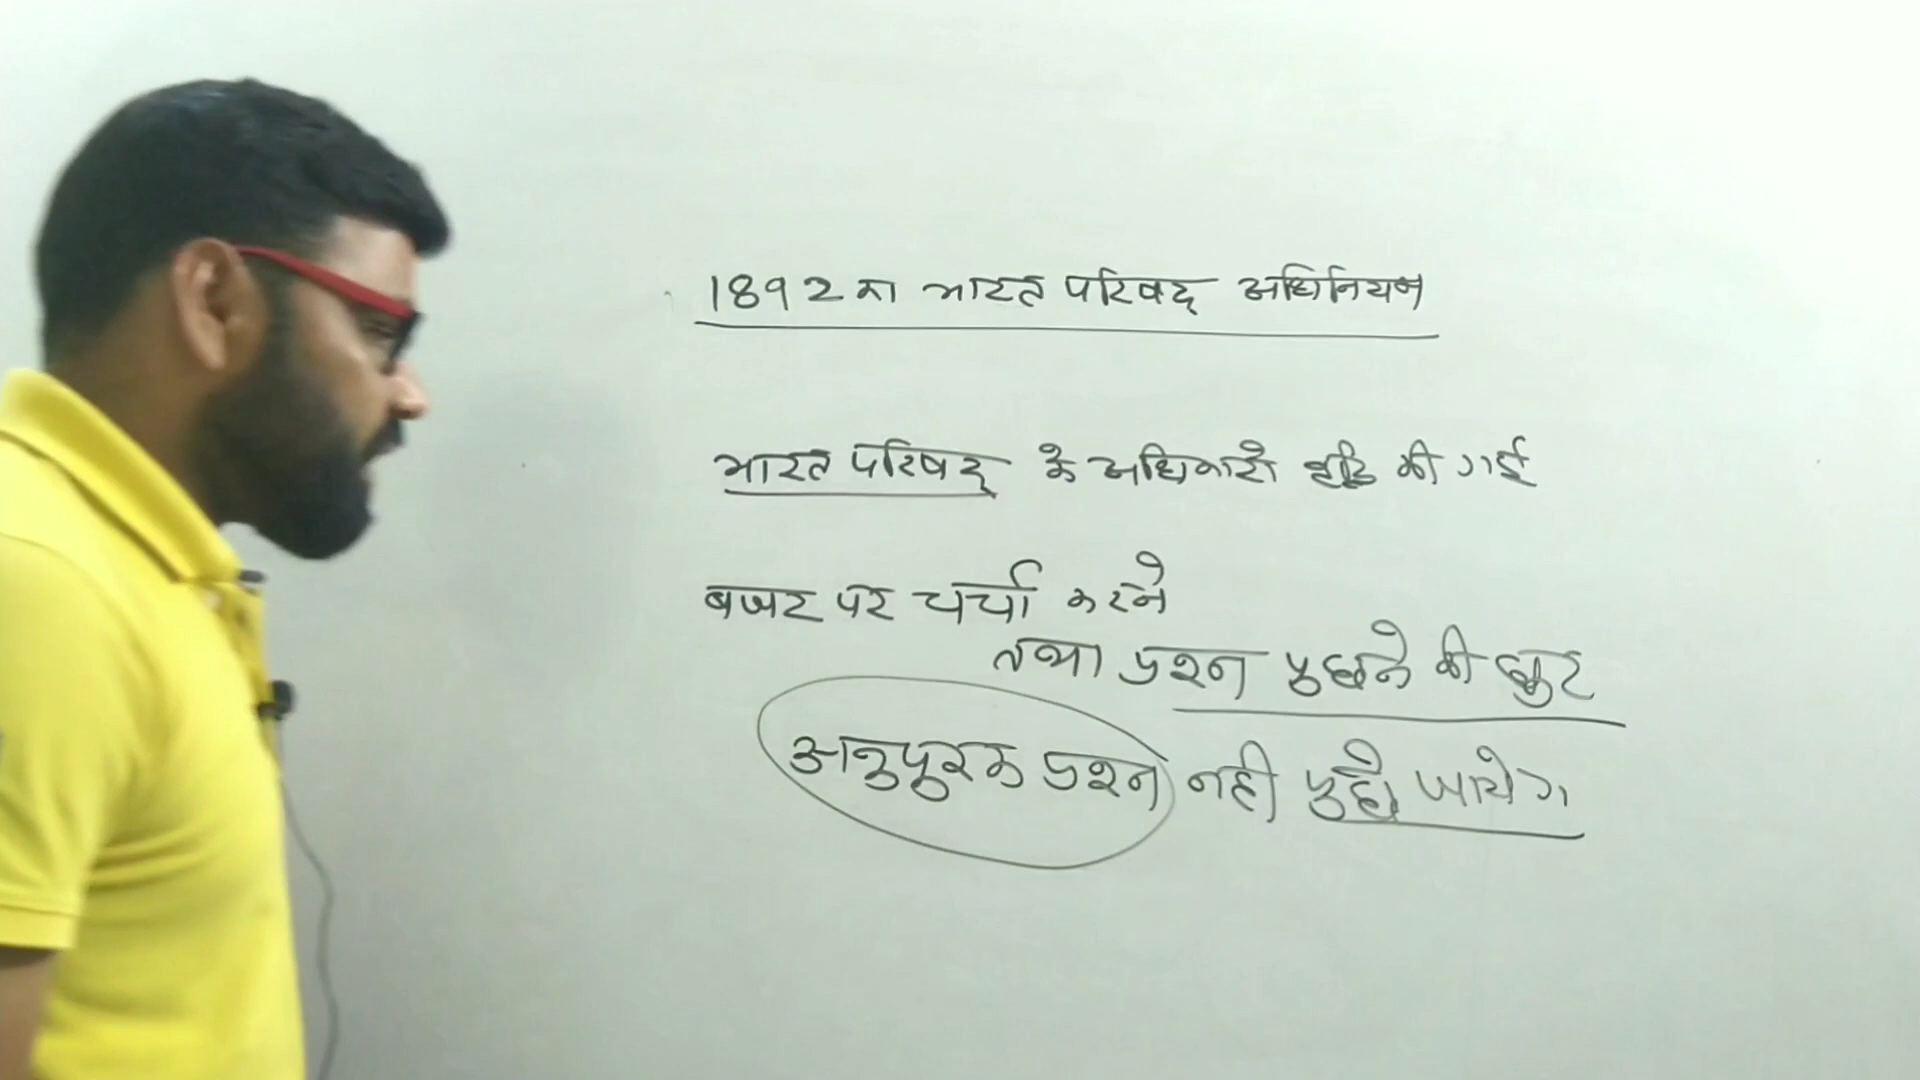 1892 का भारत परिषद् अधिनियम
भारत परिषद् के अधिकारो वृद्धि की गई
बजट पर चर्चा करने
तथा प्रश्न पुछने की छुट
अनुपुरक प्रश्न नही पुछे जायेगे